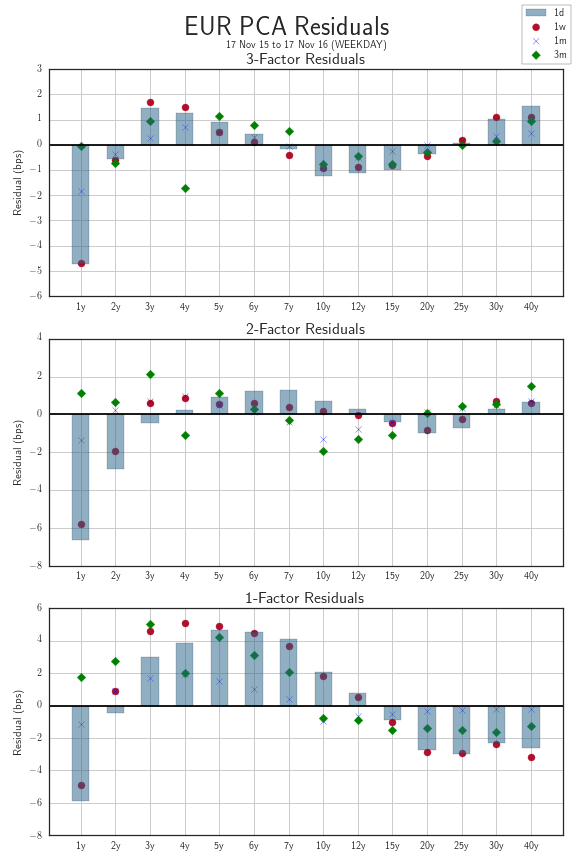 EUR PCA Residuals
17 Nov 15 to 17 Nov 16 (WEEKDAY)
1d
1w
1m
3m
3-Factor Residuals
Residual (bps)
3
2
1
0
−1
−2
−3
−4
−5
−6
1y 2y 3y 4y 5y 6y 7y 10y 12y 15y 20y 25y 30y 40y
2-Factor Residuals
Residual (bps)
4
2
0
−2
−4
−6
−8
1y 2y 3y 4y 5y 6y 7y 10y 12y 15y 20y 25y 30y 40y
1-Factor Residuals
Residual (bps)
6
4
2
0
−2
−4
−6
−8
1y 2y 3y 4y 5y 6y 7y 10y 12y 15y 20y 25y 30y 40y